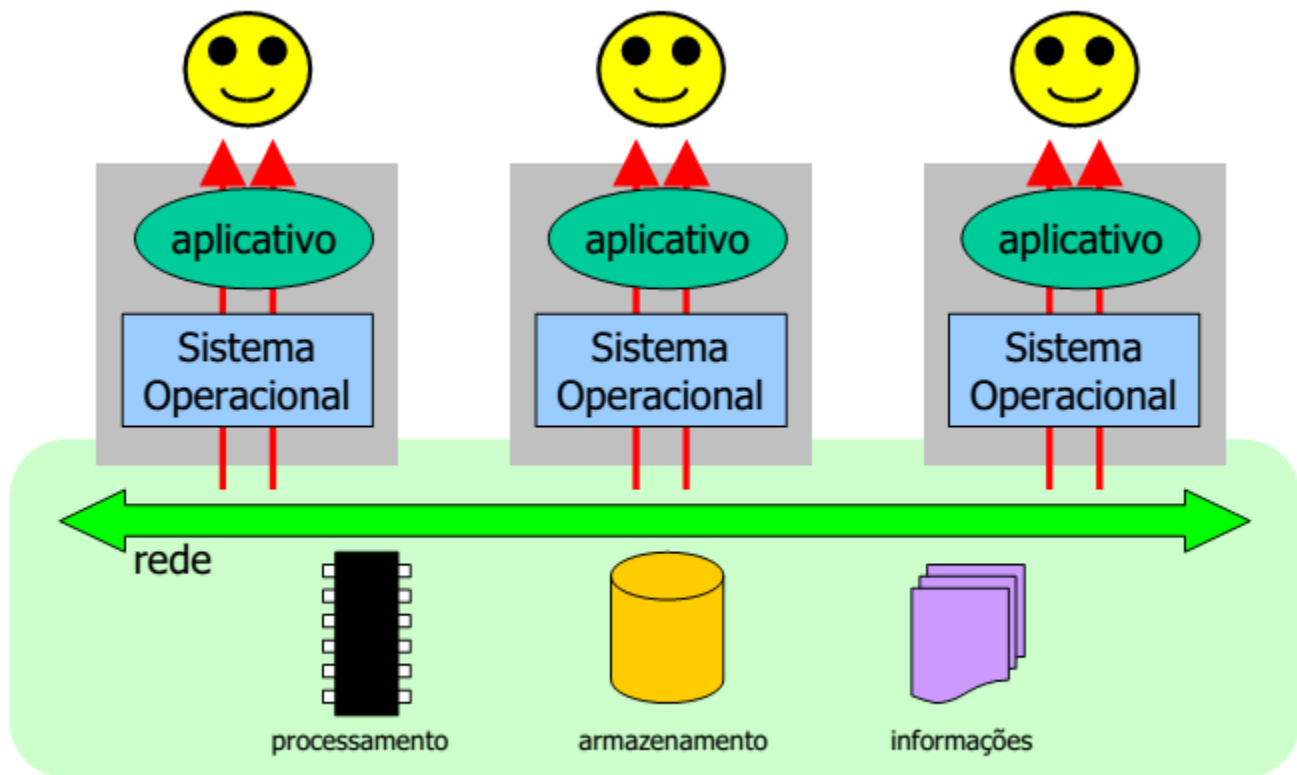 aplicativo
Sistema
Operacional
aplicativo
Sistema
Operacional
aplicativo
Sistema
Operacional
rede
processamento
armazenamento
informações